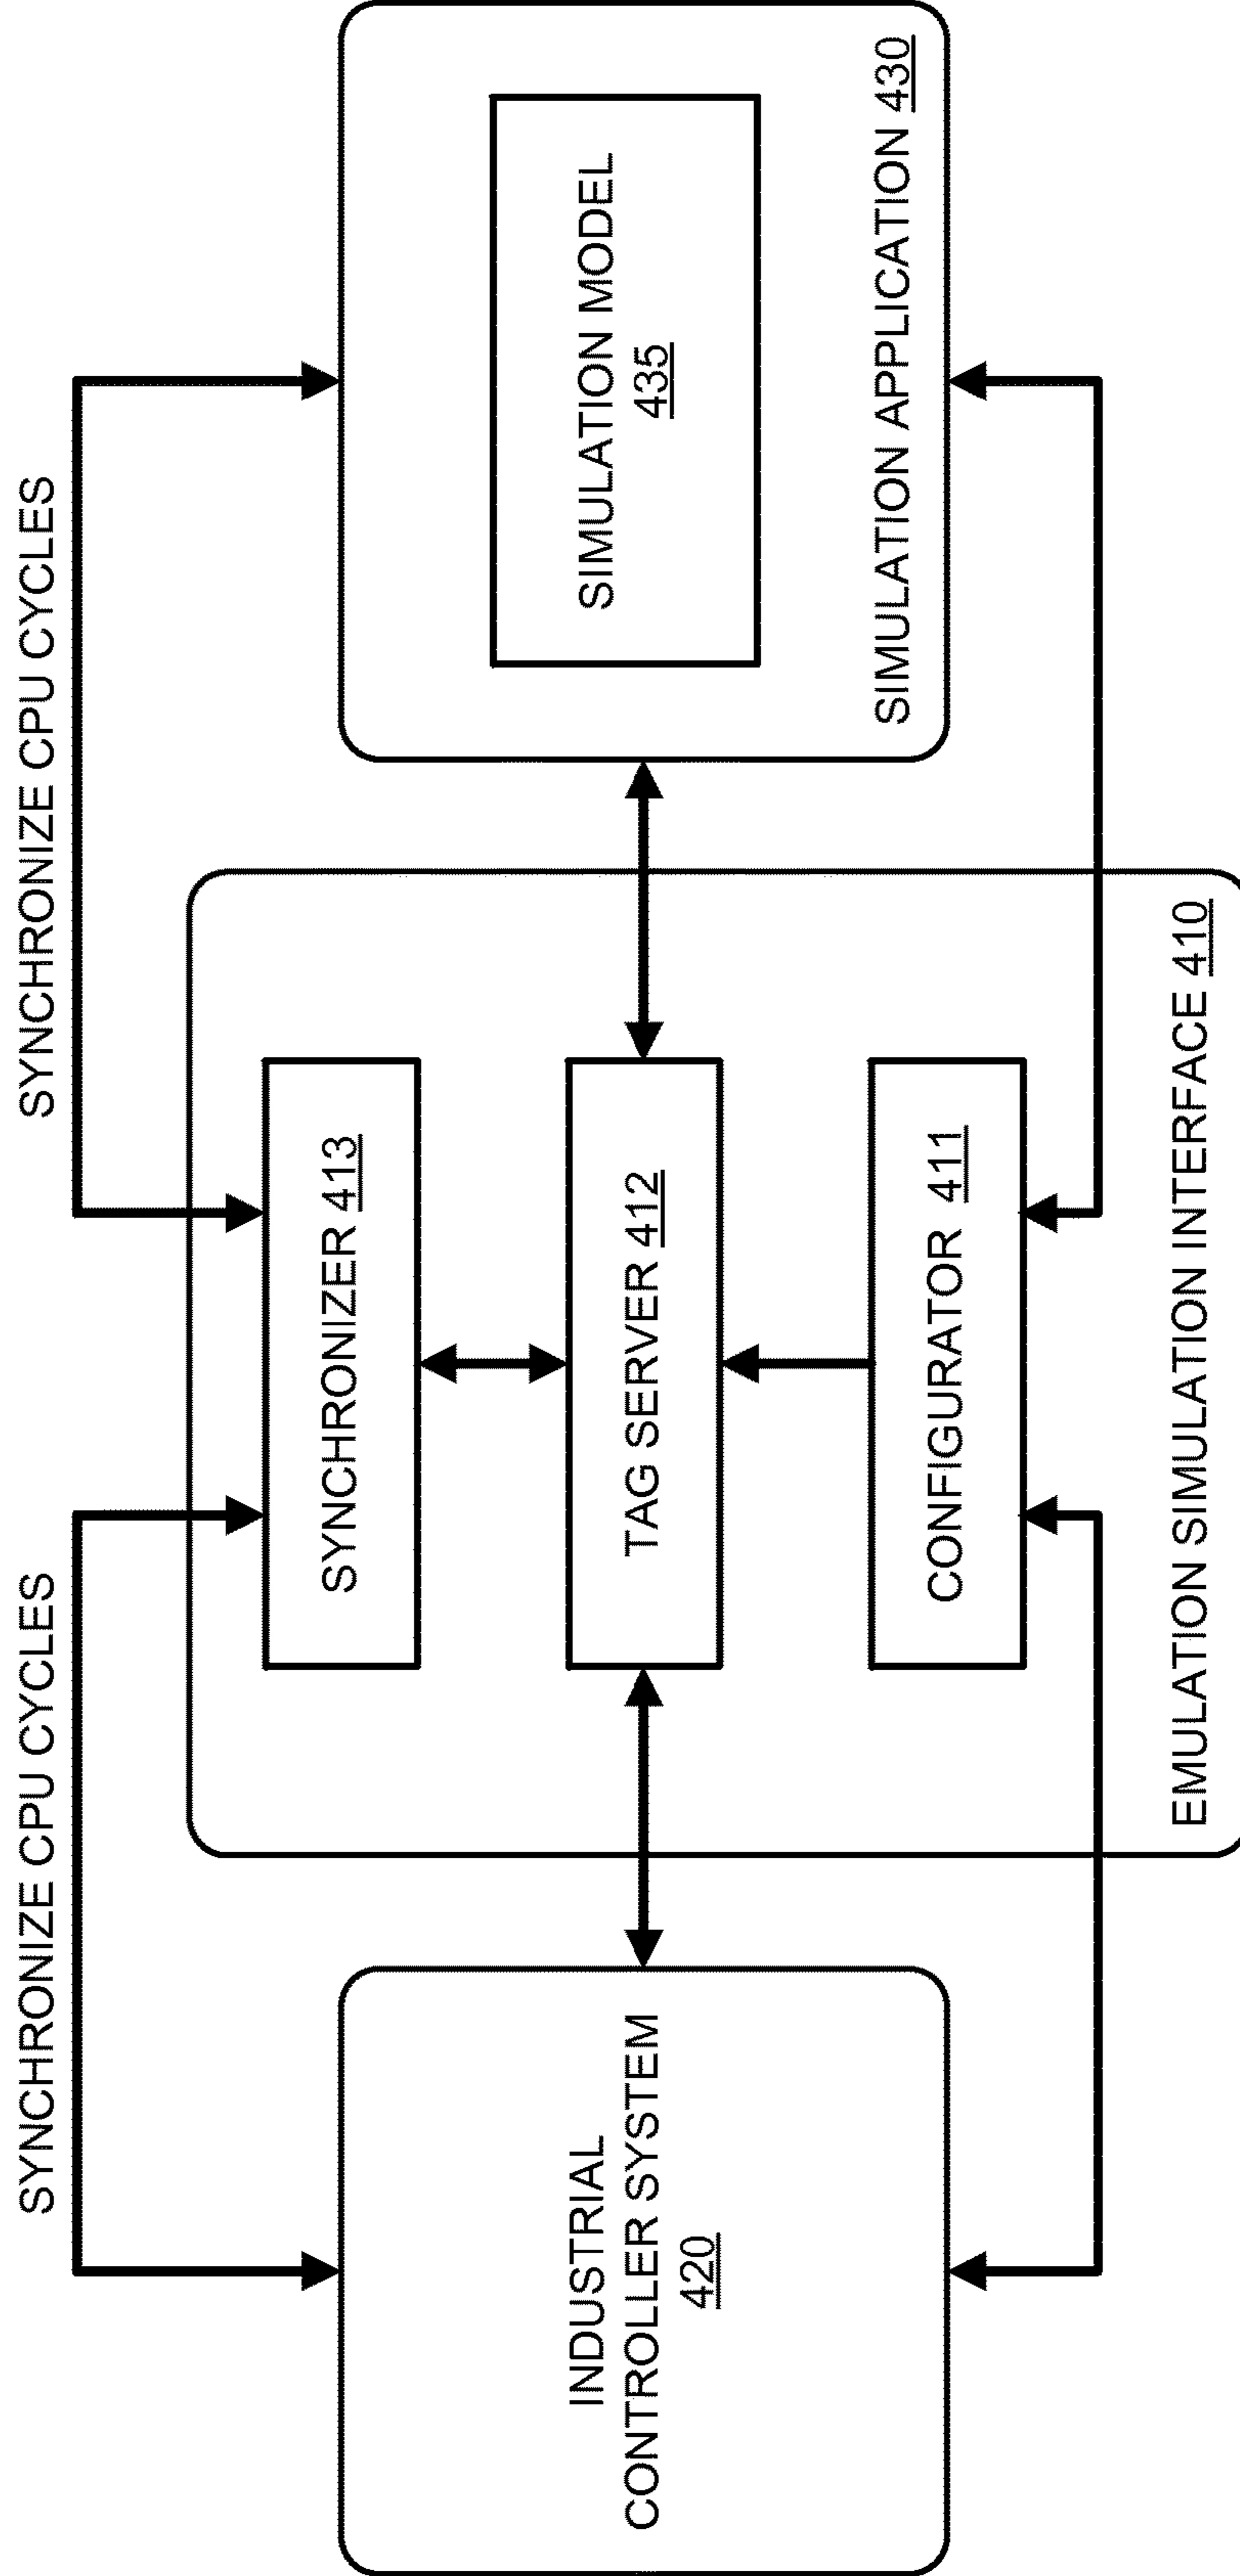 SYNCHRONIZE CPU CYCLES
SYNCHRONIZE CPU CYCLES
SYNCHRONIZER 413
INDUSTRIAL
CONTROLLER SYSTEM
420
TAG SERVER 412
SIMULATION MODEL
435
CONFIGURATOR 411
SIMULATION APPLICATION 430
EMULATION SIMULATION INTERFACE 410